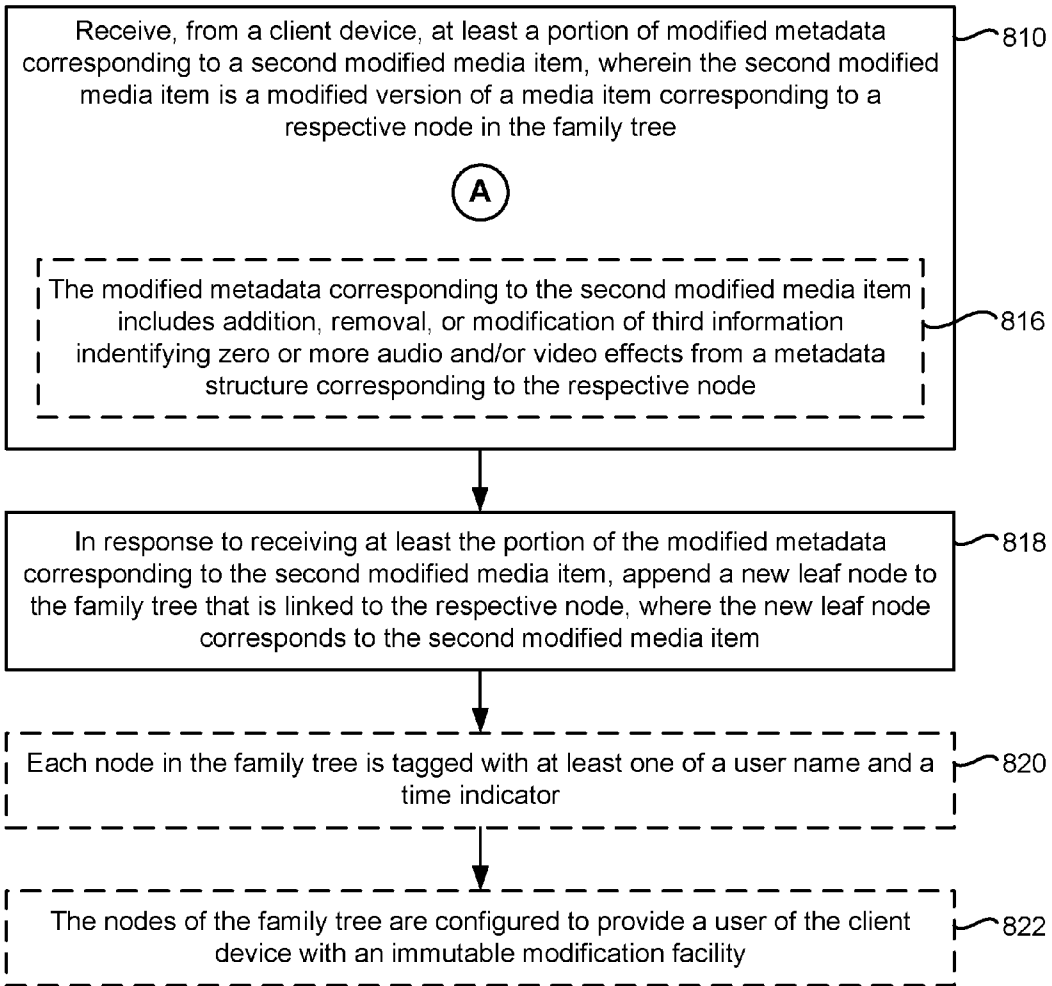 Receive, from a client device, at least a portion of modified metadata
corresponding to a second modified media item, wherein the second modified
media item is a modified version of a media item corresponding to a
respective node in the family tree
810
A
The modified metadata corresponding to the second modified media item
includes addition, removal, or modification of third information
indentifying zero or more audio and/or video effects from a metadata
structure corresponding to the respective node
816
In response to receiving at least the portion of the modified metadata
corresponding to the second modified media item, append a new leaf node to
the family tree that is linked to the respective node, where the new leaf node
corresponds to the second modified media item
818
Each node in the family tree is tagged with at least one of a user name and a
time indicator
820
The nodes of the family tree are configured to provide a user of the client
device with an immutable modification facility
822